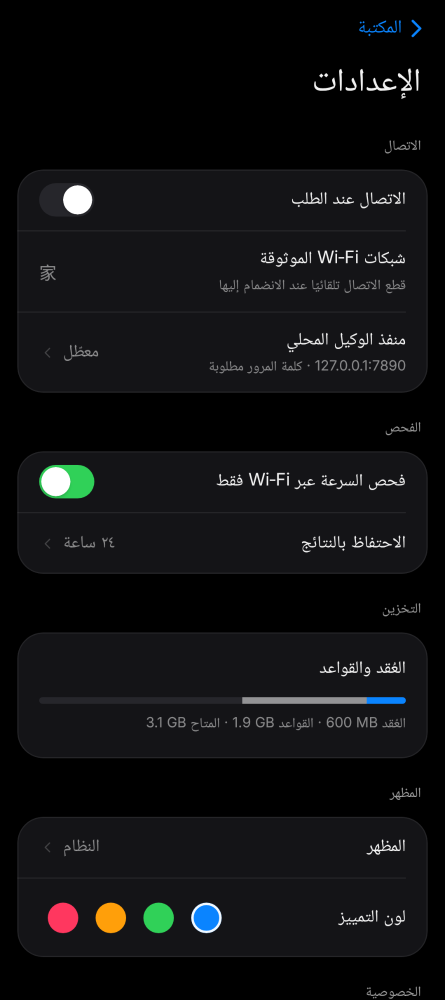 المكتبة
الإعدادات
الاتصال
الاتصال عند الطلب
شبكات Wi-Fi الموثوقة
قطع الاتصال تلقائيًا عند الانضمام إليها
家
منفذ الوكيل المحلي
127.0.0.1:7890 · كلمة المرور مطلوبة
معطّل
الفحص
فحص السرعة عبر Wi-Fi فقط
الاحتفاظ بالنتائج
٢٤ ساعة
التخزين
العُقد والقواعد
العُقد 600 MB · القواعد 1.9 GB · المتاح 3.1 GB
المظهر
المظهر
النظام
لون التمييز
الخصوصية